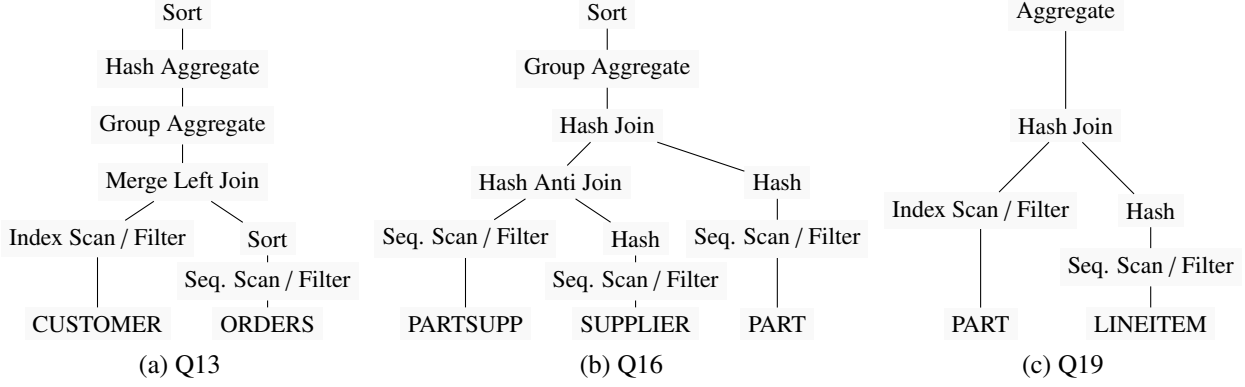 Sort
Hash Aggregate
Group Aggregate
Merge Left Join
Index Scan / Filter
Sort
Seq. Scan / Filter
CUSTOMER
ORDERS
(a) Q13
Sort
Group Aggregate
Hash Join
Hash Anti Join
Hash
Seq. Scan / Filter
Hash
Seq. Scan / Filter
Seq. Scan / Filter
PARTSUPP
SUPPLIER
PART
(b) Q16
Aggregate
Hash Join
Index Scan / Filter
Hash
Seq. Scan / Filter
PART
LINEITEM
(c) Q19